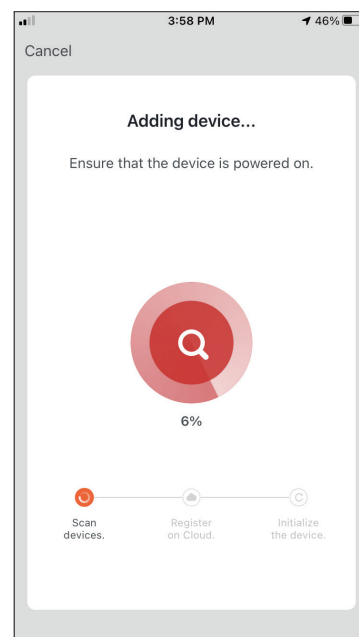 3:58 PM
46%
Cancel
Adding device...
Ensure that the device is powered on.
6%
Scan
devices.
Register
on Cloud.
Initialize
the device.